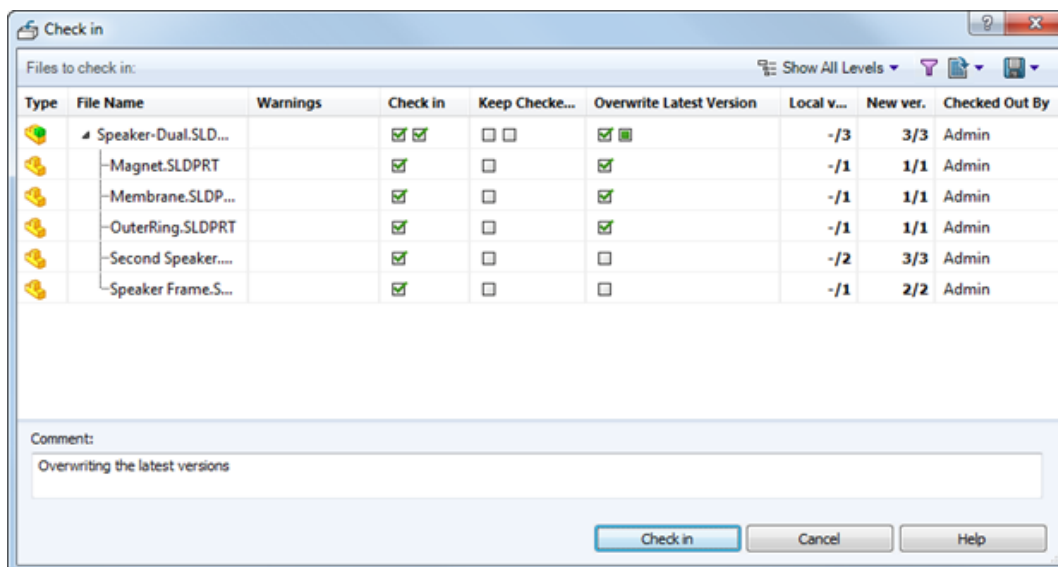 Check in
Files to check in: Show All Levels
Type File Name Warnings Check in Keep Checke... Overwrite Latest Version Local v... New ver. Checked Out By
Speaker-Dual.SLD... -/3 3/3 Admin
Magnet.SLDPRT -/1 1/1 Admin
Membrane.SLDP... -/1 1/1 Admin
OuterRing.SLDPRT -/1 1/1 Admin
Second Speaker.... -/2 3/3 Admin
Speaker Frame.S... -/1 2/2 Admin
Comment:
Overwriting the latest versions
Check in Cancel Help